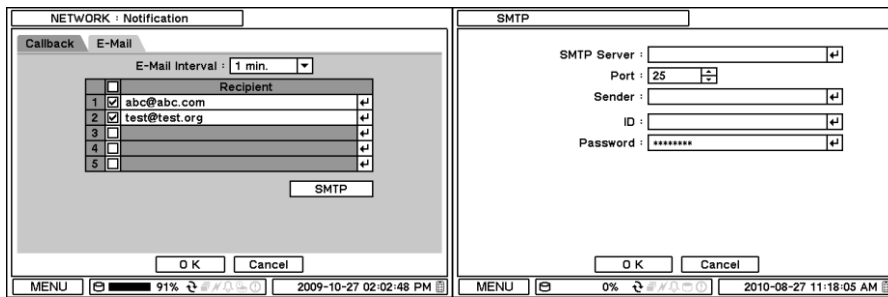 NETWORK : Notification
Callback E-Mail
E-Mail Interval : 1 min.
Recipient
1 abc@abc.com
2 test@test.org
3
4
5
SMTP
O K Cancel
MENU 91% 2009-10-27 02:02:48 PM
SMTP
SMTP Server :
Port : 25
Sender :
ID :
Password : ********
O K Cancel
MENU 0% 2010-08-27 11:18:05 AM